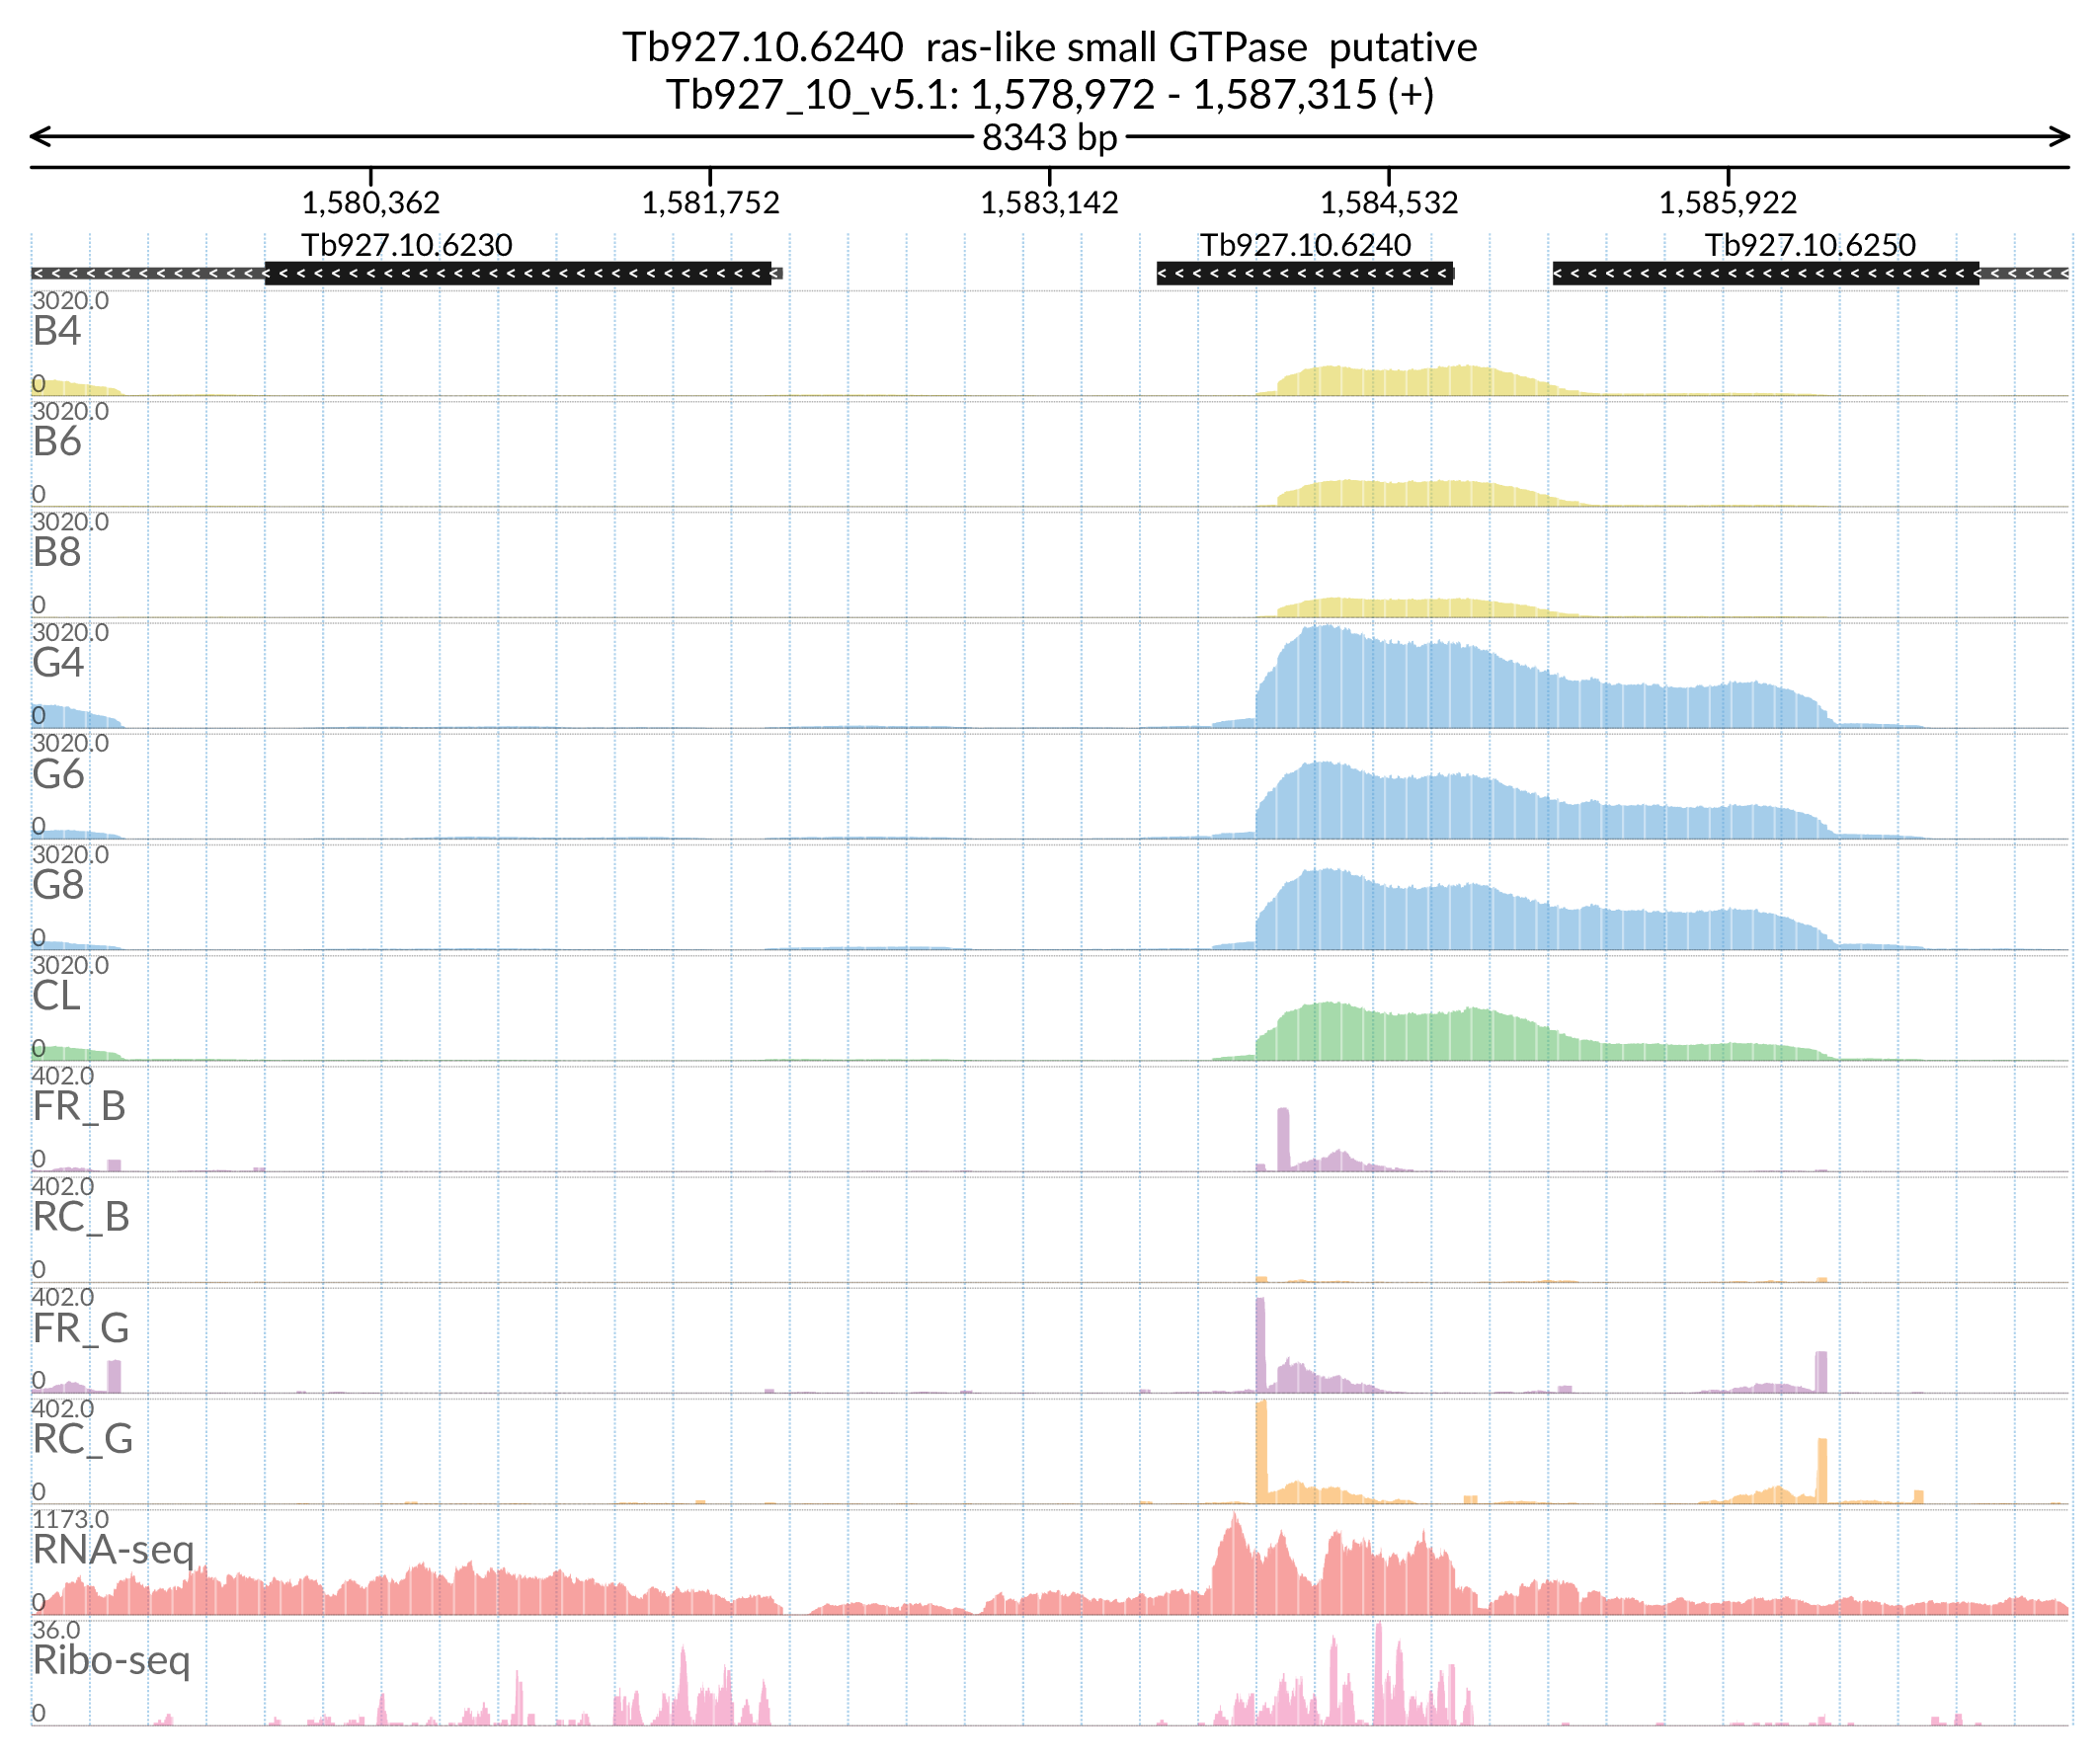 Tb927.10.6240 ras-like small GTPase putative
Tb927_10_v5.1: 1,578,972 - 1,587,315 (+)
8343 bp
1,580,362 1,581,752 1,583,142 1,584,532 1,585,922
Tb927.10.6230 Tb927.10.6240 Tb927.10.6250
3020.0
B4
0
3020.0
B6
0
3020.0
B8
0
3020.0
G4
0
3020.0
G6
0
3020.0
G8
0
3020.0
CL
0
402.0
FR_B
0
402.0
RC_B
0
402.0
FR_G
0
402.0
RC_G
0
1173.0
RNA-seq
0
36.0
Ribo-seq
0